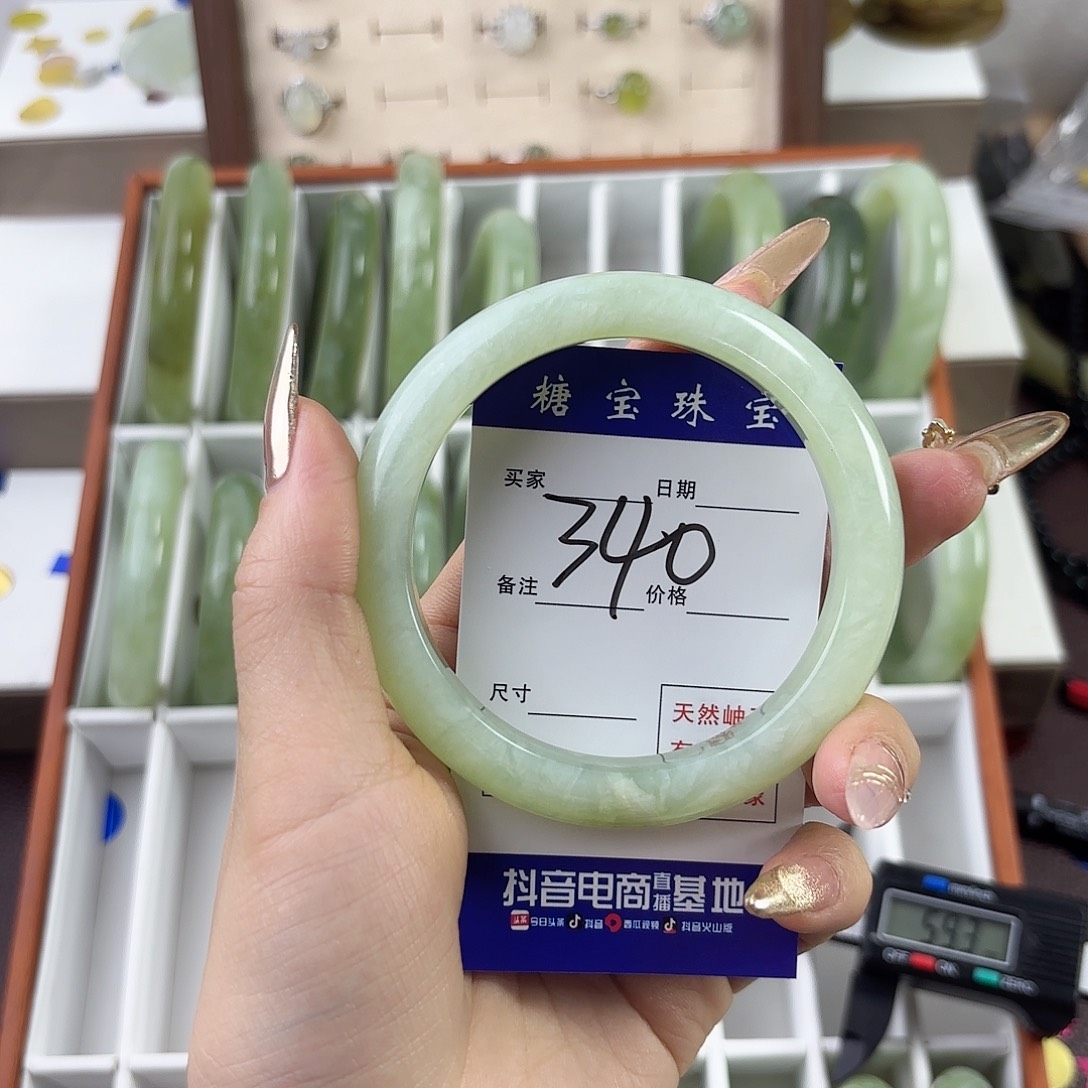 糖宝珠宝
买家 日期
340
备注 价格
尺寸
天然岫
抖音电商直播基地
今日头条 抖音 西瓜视频 抖音火山版